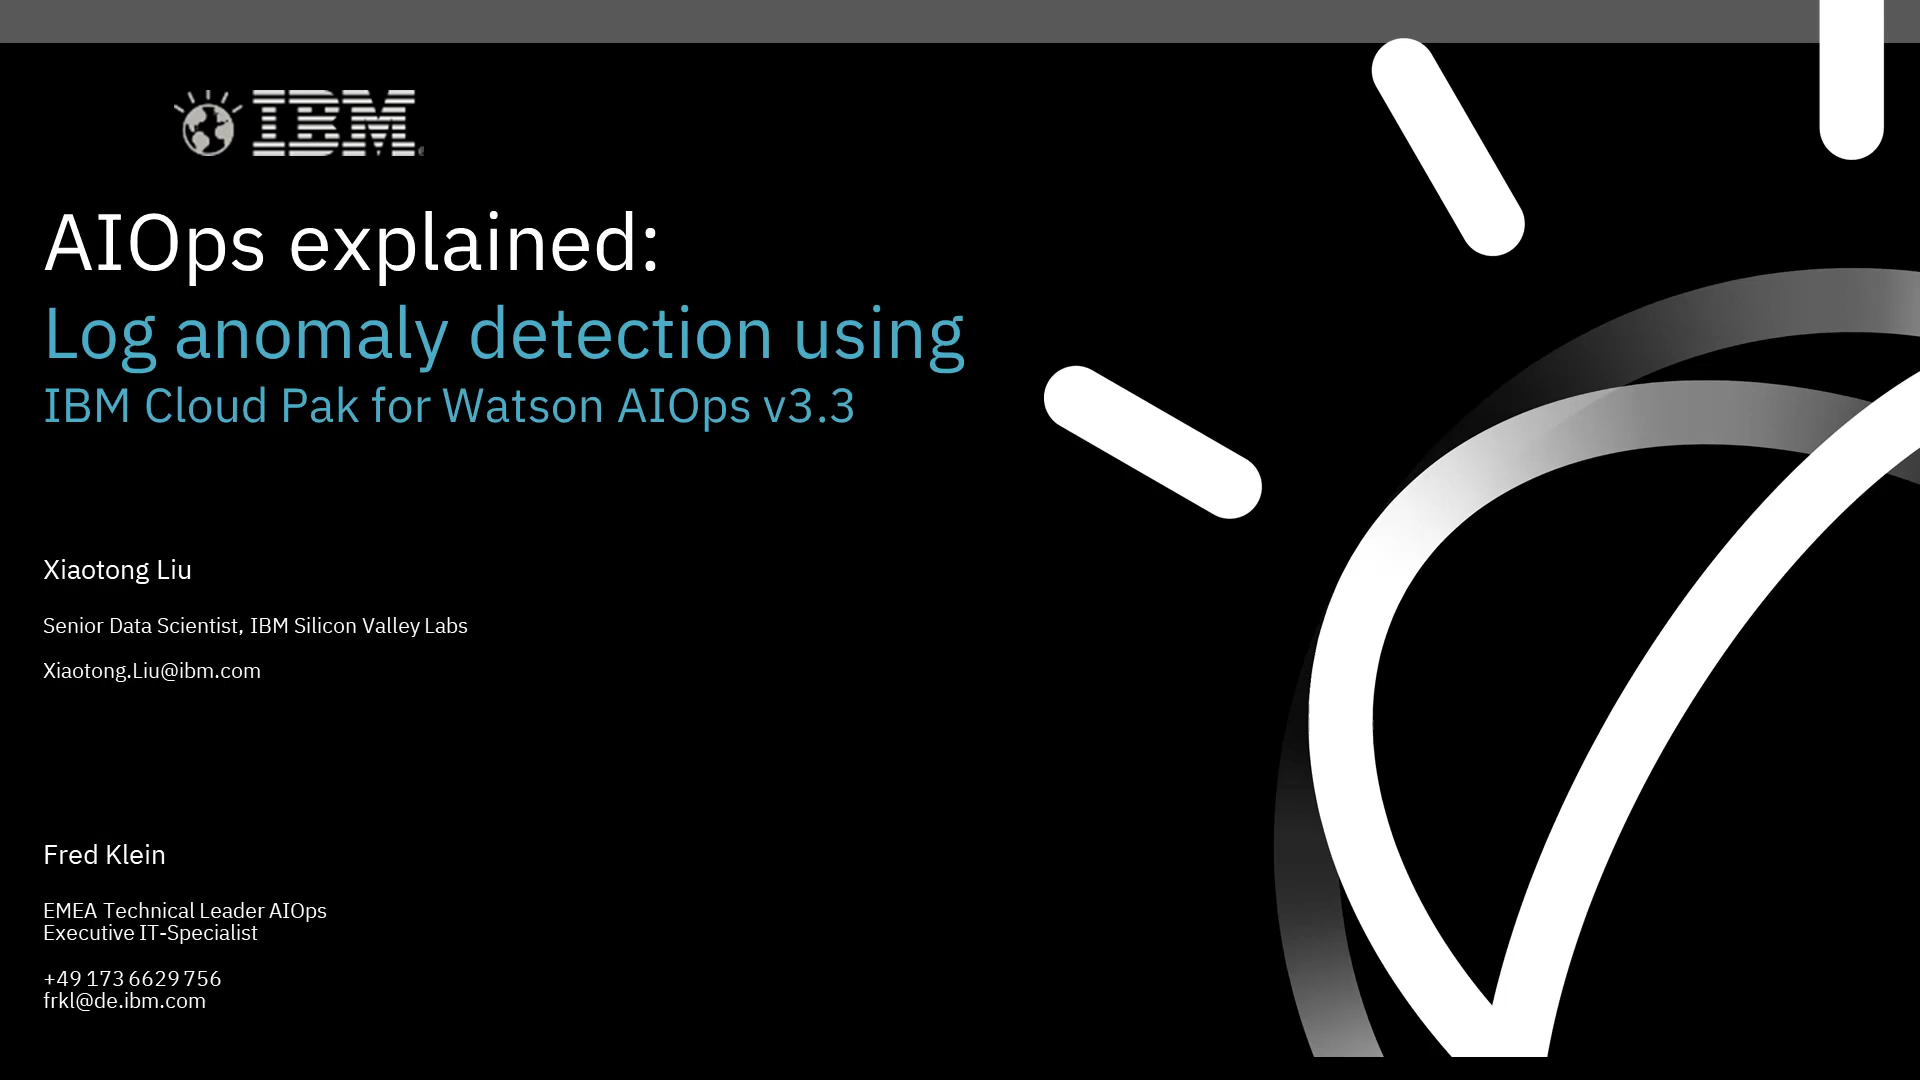 IBM
AIOps explained:
Log anomaly detection using
IBM Cloud Pak for Watson AIOps v3.3
Xiaotong Liu
Senior Data Scientist, IBM Silicon Valley Labs
Xiaotong.Liu@ibm.com
Fred Klein
EMEA Technical Leader AIOps
Executive IT-Specialist
+49 173 6629 756
frkl@de.ibm.com